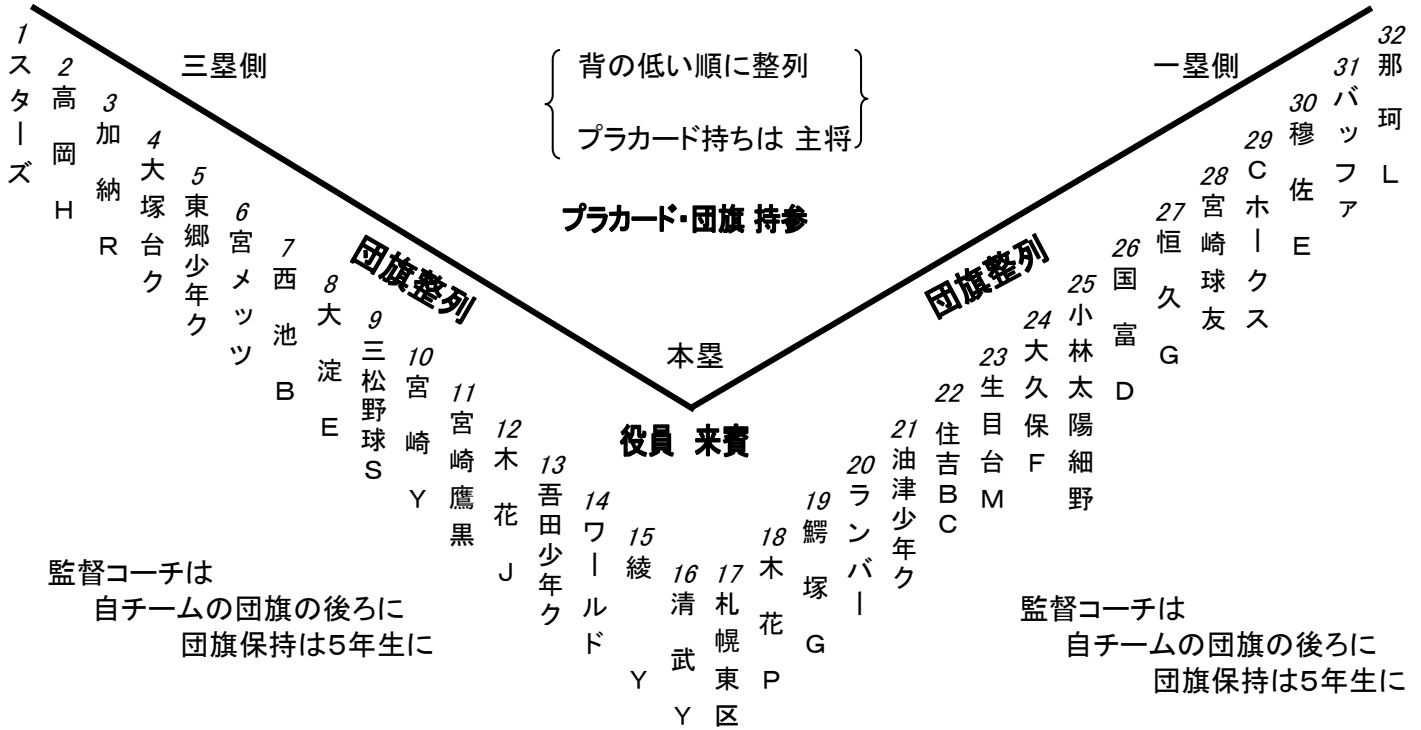 三塁側
一塁側
背の低い順に整列
プラカード持ちは 主将
プラカード・団旗 持参
団旗整列
団旗整列
本塁
役員 来賓
1 スターズ
2 高岡H
3 加納R
4 大塚台ク
5 東郷少年ク
6 宮メッツ
7 西池B
8 大淀E
9 三松野球S
10 宮崎Y
11 宮崎鷹黒
12 木花J
13 吾田少年ク
14 ワールド
15 綾Y
16 清武Y
17 札幌東区
18 木花P
19 鰐塚G
20 ランバー
21 油津少年ク
22 住吉BC
23 生目台M
24 大久保F
25 小林太陽細野
26 国富D
27 恒久G
28 宮崎球友
29 Cホークス
30 穆佐E
31 バッファ
32 那珂L
監督コーチは
自チームの団旗の後ろに
団旗保持は5年生に
監督コーチは
自チームの団旗の後ろに
団旗保持は5年生に